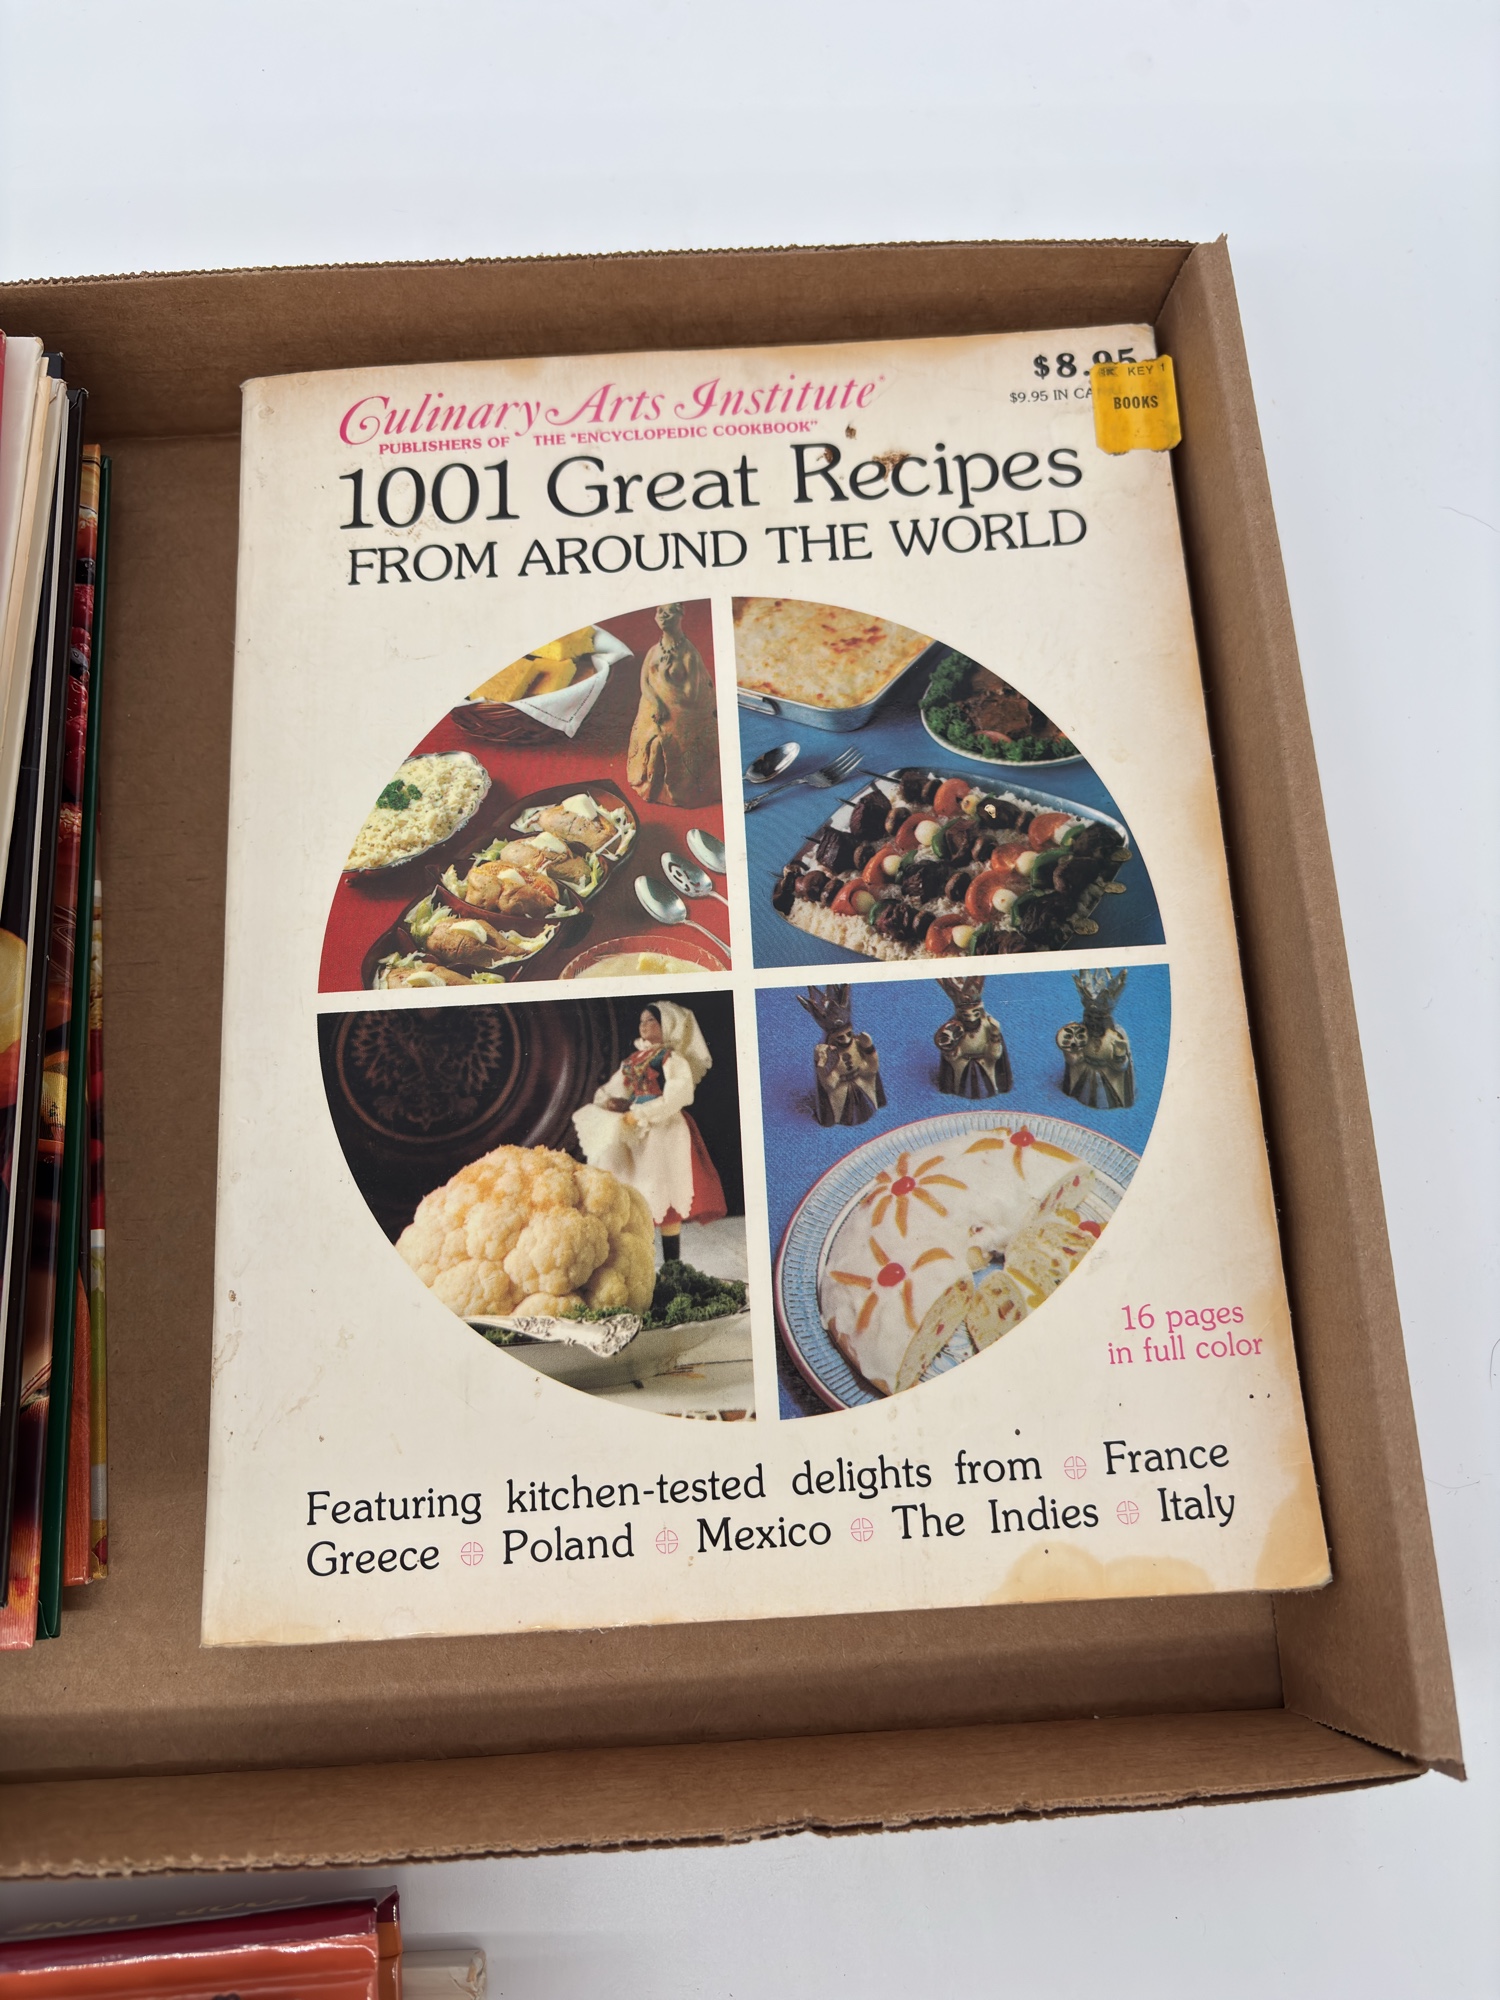 Culinary Arts Institute
PUBLISHERS OF THE "ENCYCLOPEDIC COOKBOOK"
$8.95
$9.95 IN CA
KEY 1
BOOKS
1001 Great Recipes
FROM AROUND THE WORLD
16 pages
in full color
Featuring kitchen-tested delights from France
Greece Poland Mexico The Indies Italy